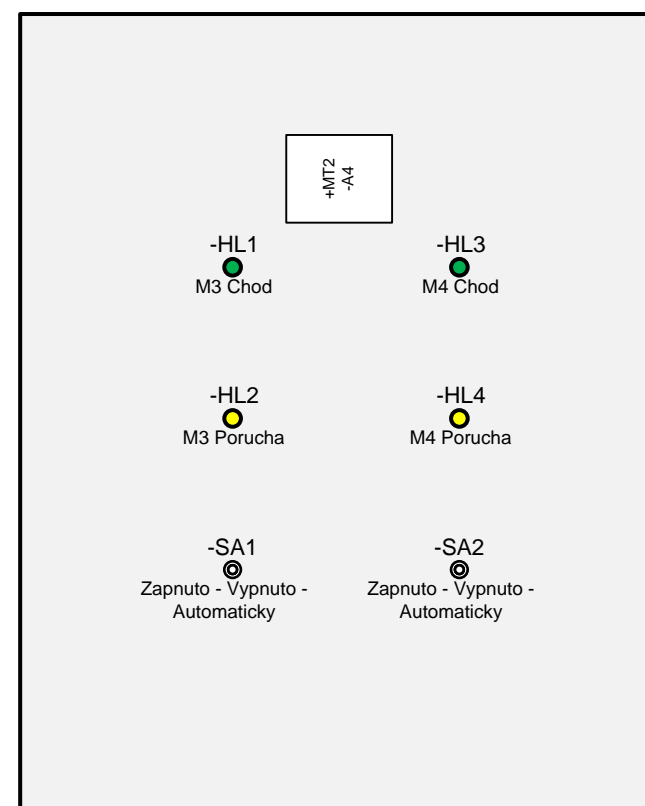 +MT2
-A4
-HL1
M3 Chod
-HL3
M4 Chod
-HL2
M3 Porucha
-HL4
M4 Porucha
-SA1
Zapnuto - Vypnuto -
Automaticky
-SA2
Zapnuto - Vypnuto -
Automaticky